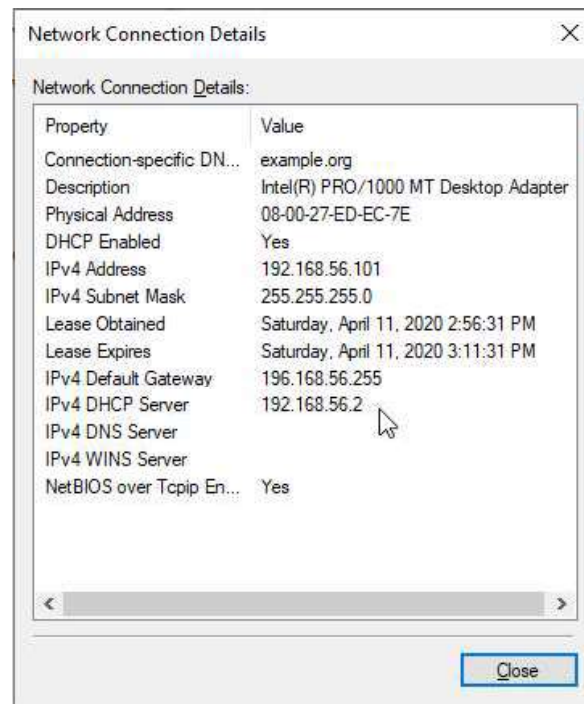 Network Connection Details
Network Connection Details:
Property Value
Connection-specific DN... example.org
Description Intel(R) PRO/1000 MT Desktop Adapter
Physical Address 08-00-27-ED-EC-7E
DHCP Enabled Yes
IPv4 Address 192.168.56.101
IPv4 Subnet Mask 255.255.255.0
Lease Obtained Saturday, April 11, 2020 2:56:31 PM
Lease Expires Saturday, April 11, 2020 3:11:31 PM
IPv4 Default Gateway 196.168.56.255
IPv4 DHCP Server 192.168.56.2
IPv4 DNS Server
IPv4 WINS Server
NetBIOS over Tcpip En... Yes
Close